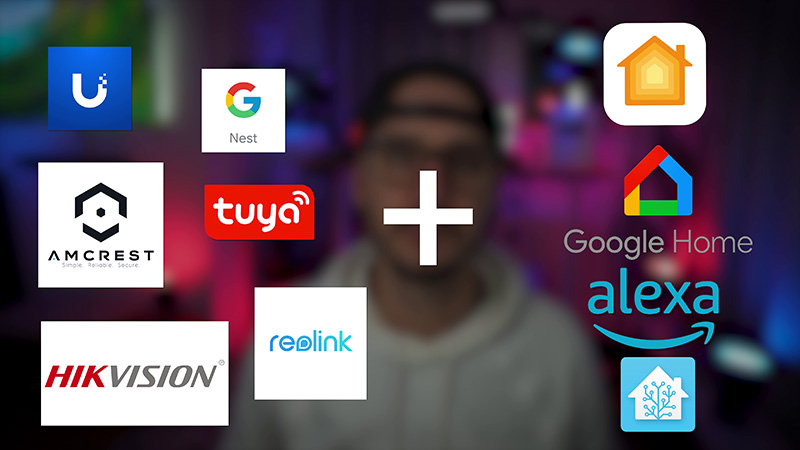 U
G
Nest
AMCREST
Simple. Reliable. Secure.
tuya
HIKVISION®
reolink
+
Google Home
alexa